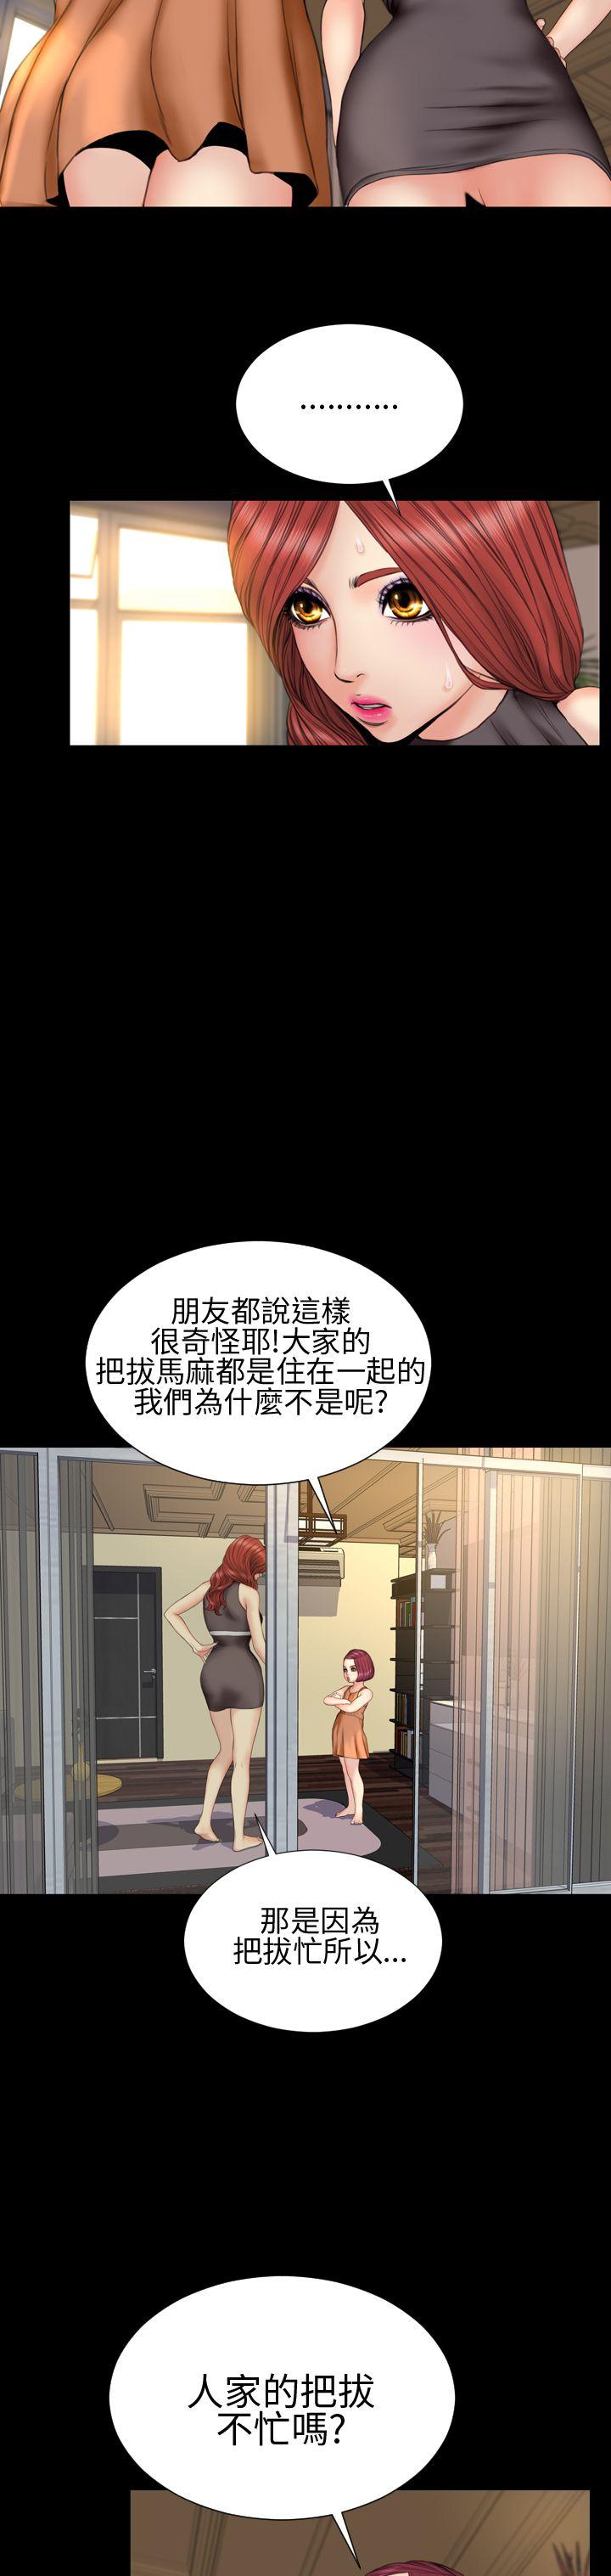 ...........
朋友都說這樣
很奇怪耶!大家的
把拔馬麻都是住在一起的
我們為什麼不是呢?
那是因為
把拔忙所以...
人家的把拔
不忙嗎?